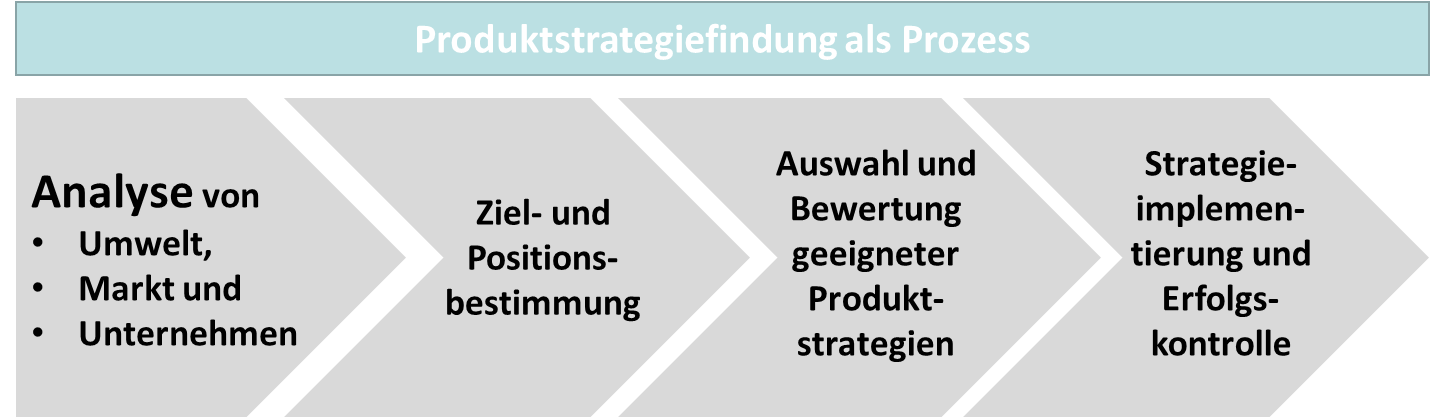 Produktstrategiefindung als Prozess
Analyse von
• Umwelt,
• Markt und
• Unternehmen
Ziel- und
Positions-
bestimmung
Auswahl und
Bewertung
geeigneter
Produkt-
strategien
Strategie-
implemen-
tierung und
Erfolgs-
kontrolle